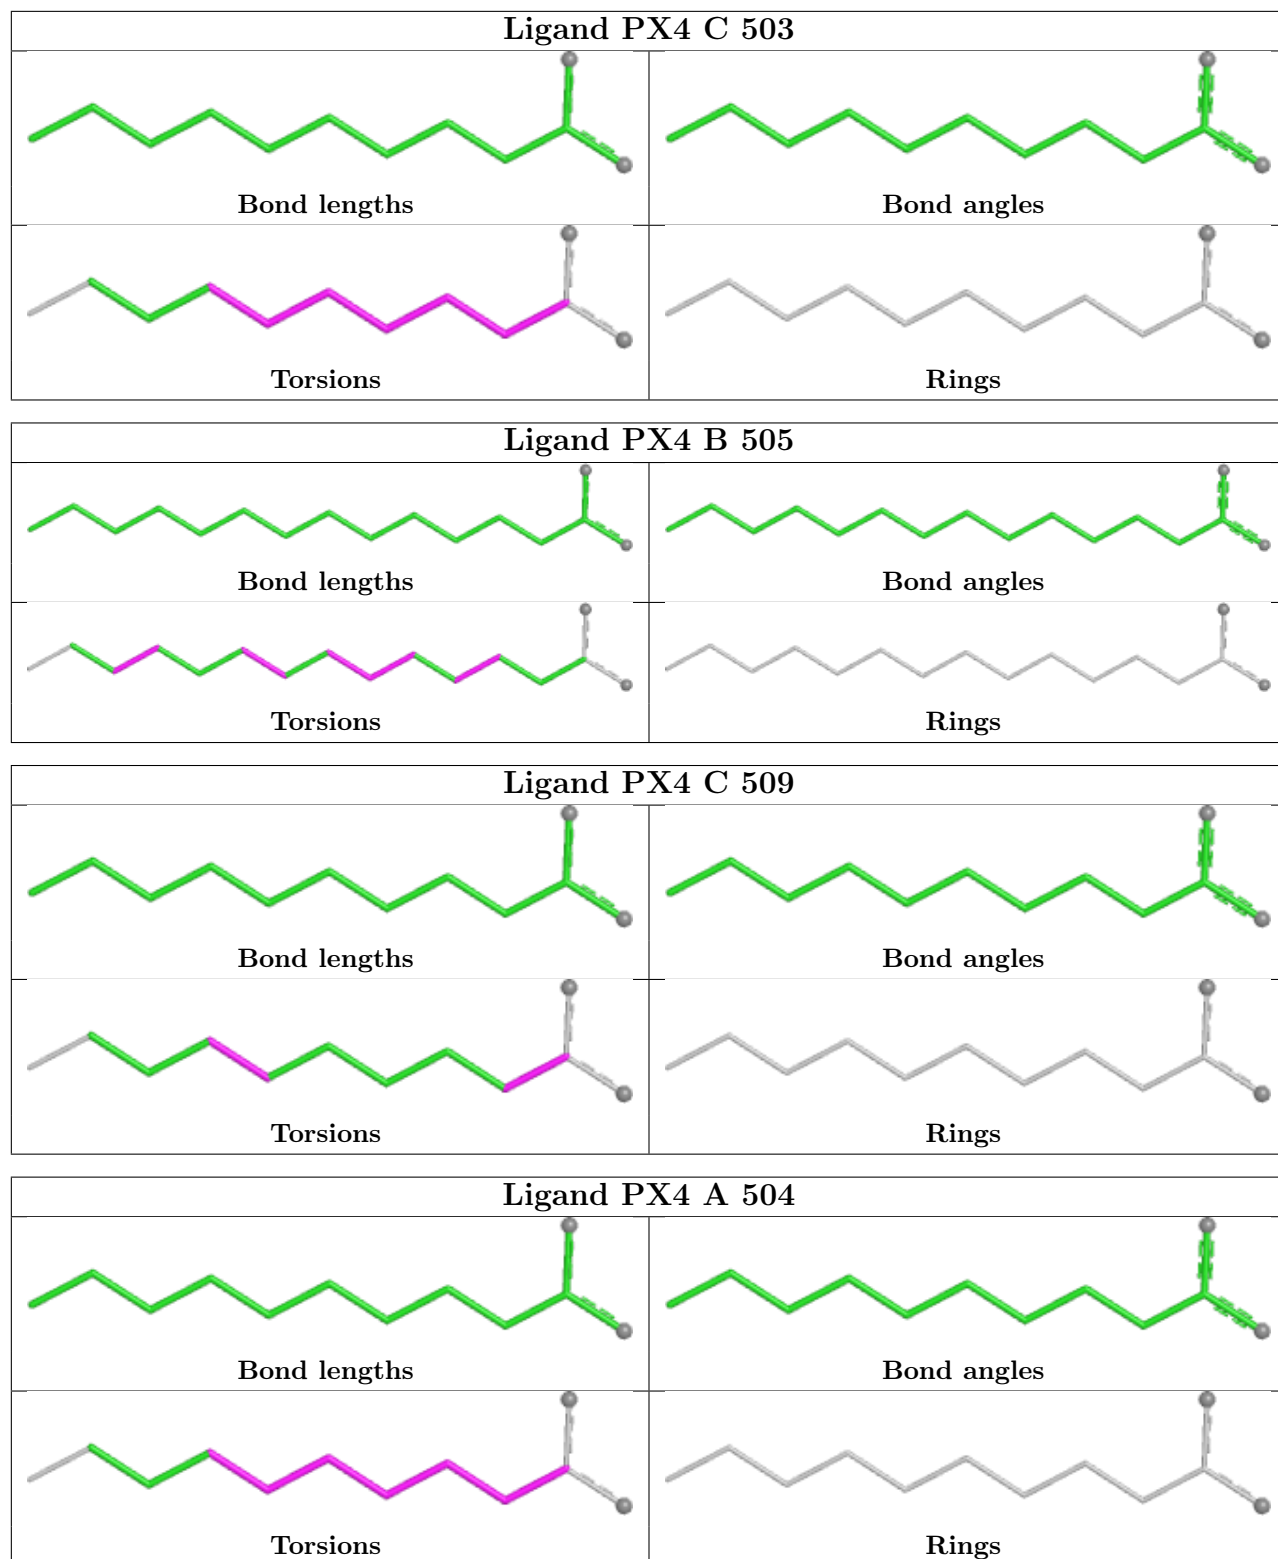 Ligand PX4 C 503
Bond lengths
Bond angles
Torsions
Rings
Ligand PX4 B 505
Bond lengths
Bond angles
Torsions
Rings
Ligand PX4 C 509
Bond lengths
Bond angles
Torsions
Rings
Ligand PX4 A 504
Bond lengths
Bond angles
Torsions
Rings